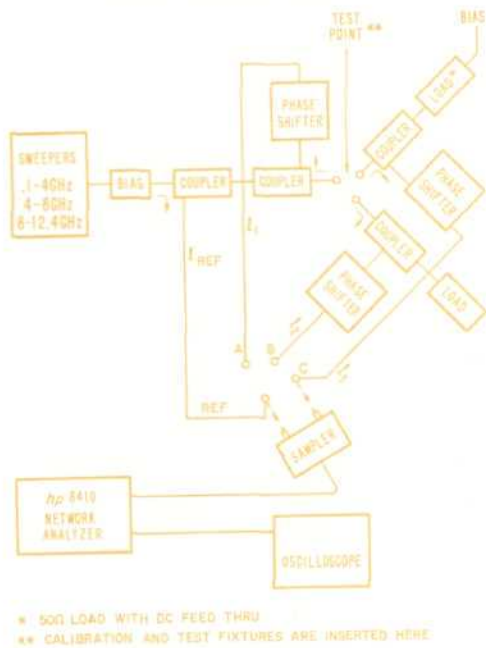 BIAS
TEST
POINT **
LOAD*
PHASE
SHIFTER
COUPLER
SWEEPERS
.1-4GHz
4-8GHz
8-12.4GHz
BIAS
COUPLER
COUPLER
PHASE
SHIFTER
COUPLER
PHASE
SHIFTER
LOAD
REF
A
B
C
REF
SAMPLER
hp 8410
NETWORK
ANALYZER
OSCILLOSCOPE
* 50Ω LOAD WITH DC FEED THRU
** CALIBRATION AND TEST FIXTURES ARE INSERTED HERE